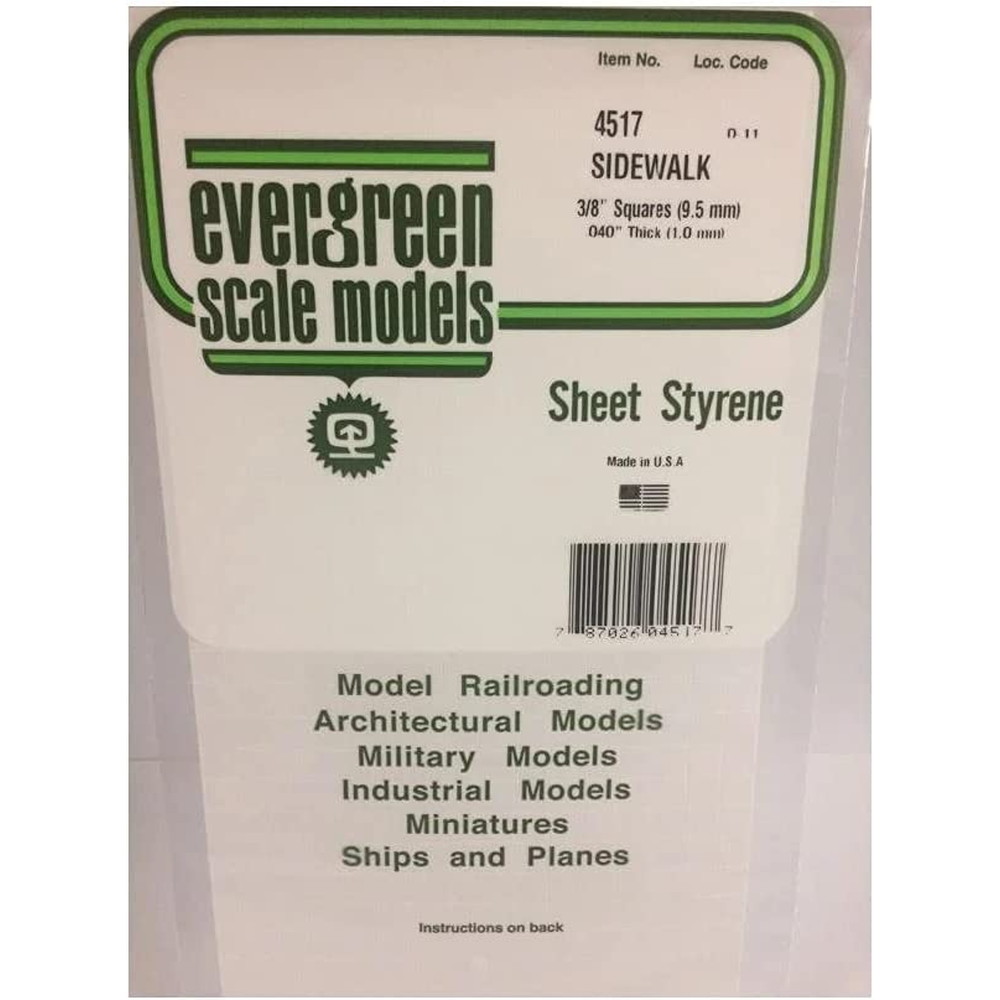 Item No. Loc. Code
4517 D-11
SIDEWALK
3/8" Squares (9.5 mm)
.040" Thick (1.0 mm)
evergreen
scale models
Sheet Styrene
Made in U.S.A
7 87026 04517 7
Model Railroading
Architectural Models
Military Models
Industrial Models
Miniatures
Ships and Planes
Instructions on back